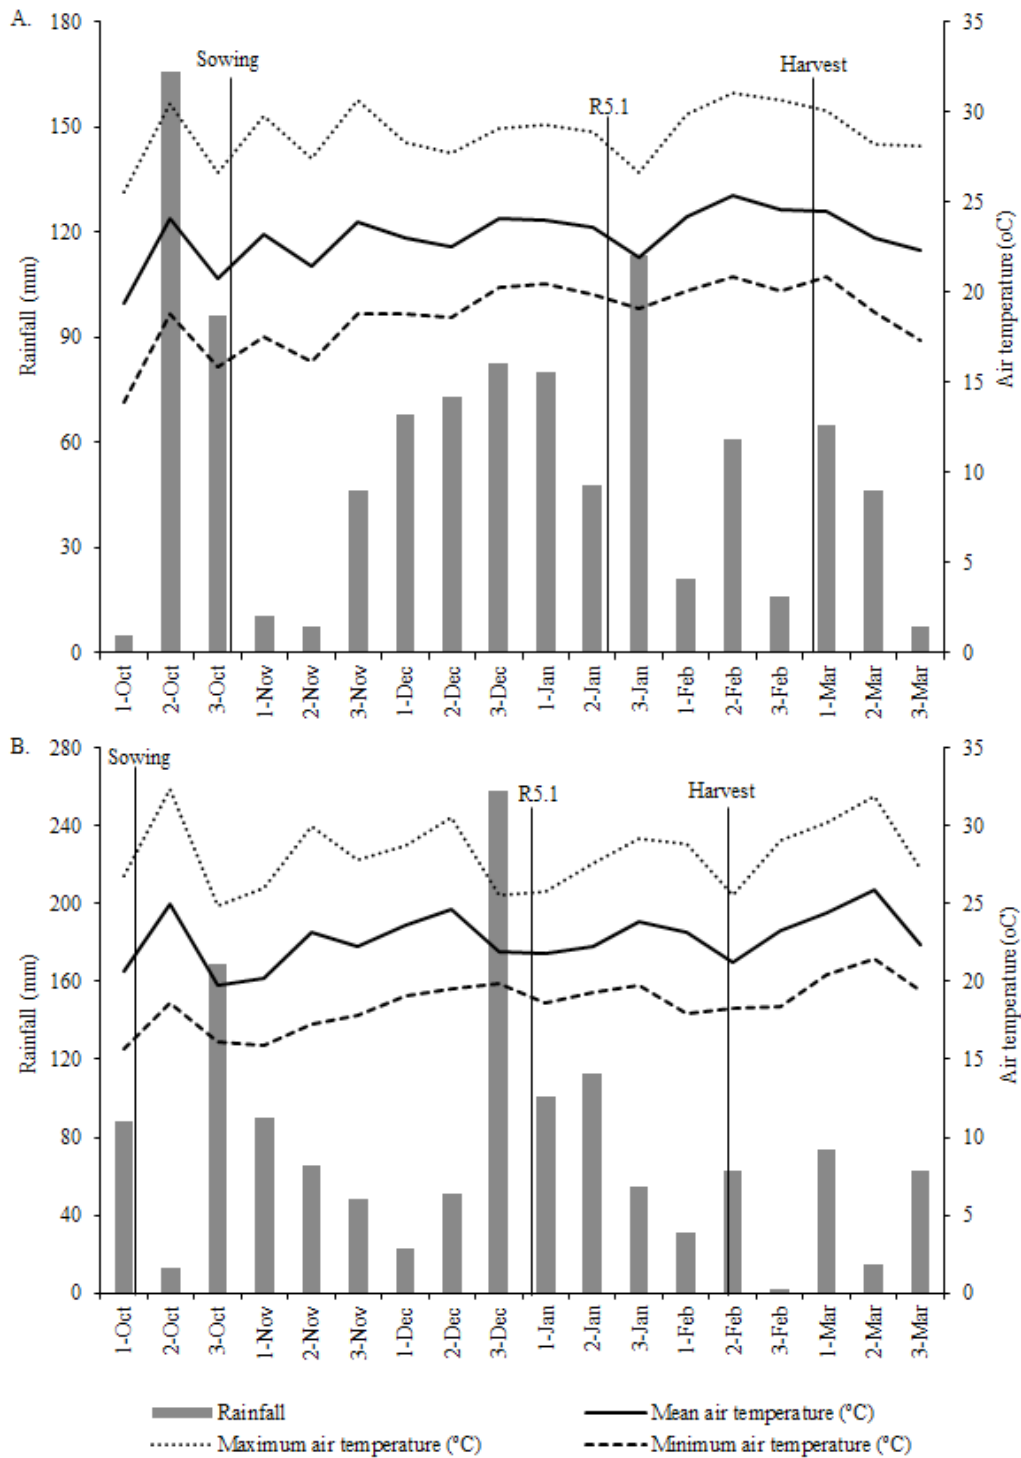 A.
180 35
Sowing
Harvest
R5.1
150 30
120 25
20
90
15
60
10
30
5
0 0
Rainfall (mm)
Air temperature (oC)
1-Oct 2-Oct 3-Oct 1-Nov 2-Nov 3-Nov 1-Dec 2-Dec 3-Dec 1-Jan 2-Jan 3-Jan 1-Feb 2-Feb 3-Feb 1-Mar 2-Mar 3-Mar
B.
280 35
Sowing
R5.1 Harvest
240 30
200 25
160 20
120 15
80 10
40 5
0 0
Rainfall (mm)
Air temperature (oC)
1-Oct 2-Oct 3-Oct 1-Nov 2-Nov 3-Nov 1-Dec 2-Dec 3-Dec 1-Jan 2-Jan 3-Jan 1-Feb 2-Feb 3-Feb 1-Mar 2-Mar 3-Mar
Rainfall Mean air temperature (ºC)
Maximum air temperature (ºC) Minimum air temperature (ºC)